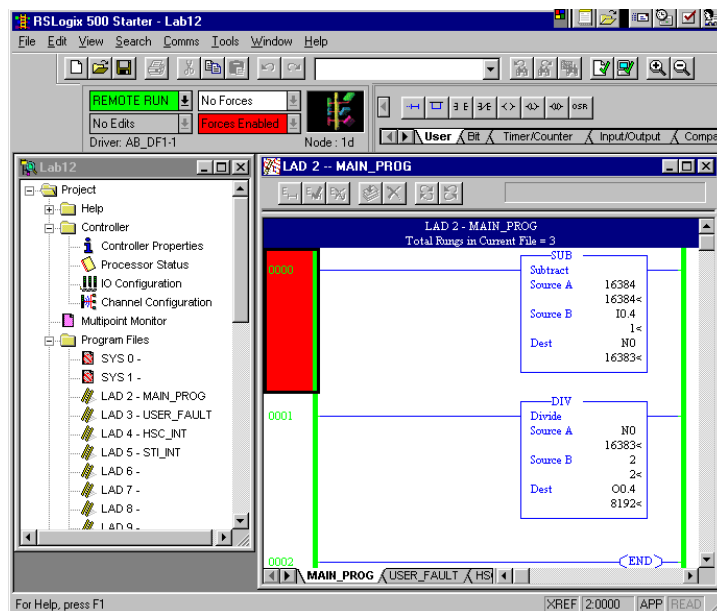 RSLogix 500 Starter - Lab12
File Edit View Search Comms Tools Window Help
REMOTE RUN No Forces
No Edits Forces Enabled
Driver: AB_DF1-1 Node : 1d
OSR
User Bit Timer/Counter Input/Output Compa
Lab12
Project
Help
Controller
Controller Properties
Processor Status
IO Configuration
Channel Configuration
Multipoint Monitor
Program Files
SYS 0 -
SYS 1 -
LAD 2 - MAIN_PROG
LAD 3 - USER_FAULT
LAD 4 - HSC_INT
LAD 5 - STI_INT
LAD 6 -
LAD 7 -
LAD 8 -
LAD 9 -
LAD 2 -- MAIN_PROG
LAD 2 - MAIN_PROG
Total Rungs in Current File = 3
0000
SUB
Subtract
Source A 16384
16384<
Source B I0.4
1<
Dest N0
16383<
0001
DIV
Divide
Source A N0
16383<
Source B 2
2<
Dest O0.4
8192<
0002
END
MAIN_PROG USER_FAULT HS
For Help, press F1
XREF 2:0000 APP READ